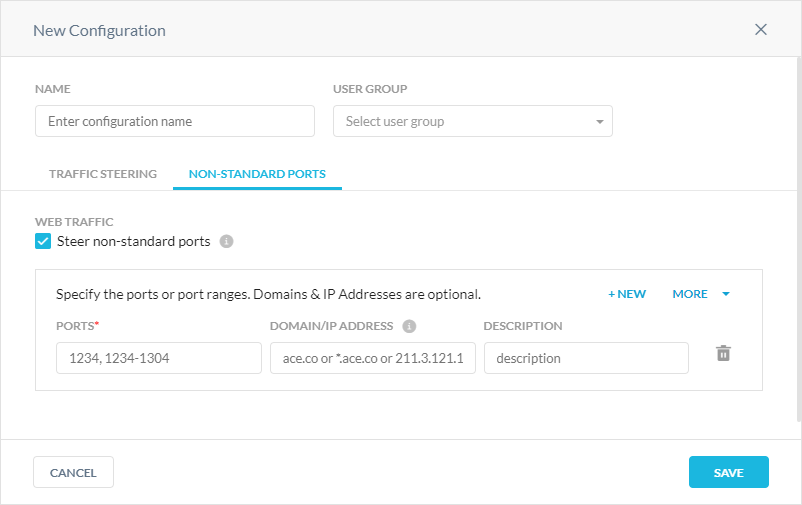 New Configuration
NAME
USER GROUP
Enter configuration name
Select user group
TRAFFIC STEERING
NON-STANDARD PORTS
WEB TRAFFIC
Steer non-standard ports
Specify the ports or port ranges. Domains & IP Addresses are optional.
+ NEW
MORE
PORTS*
DOMAIN/IP ADDRESS
DESCRIPTION
1234, 1234-1304
ace.co or *.ace.co or 211.3.121.1
description
CANCEL
SAVE